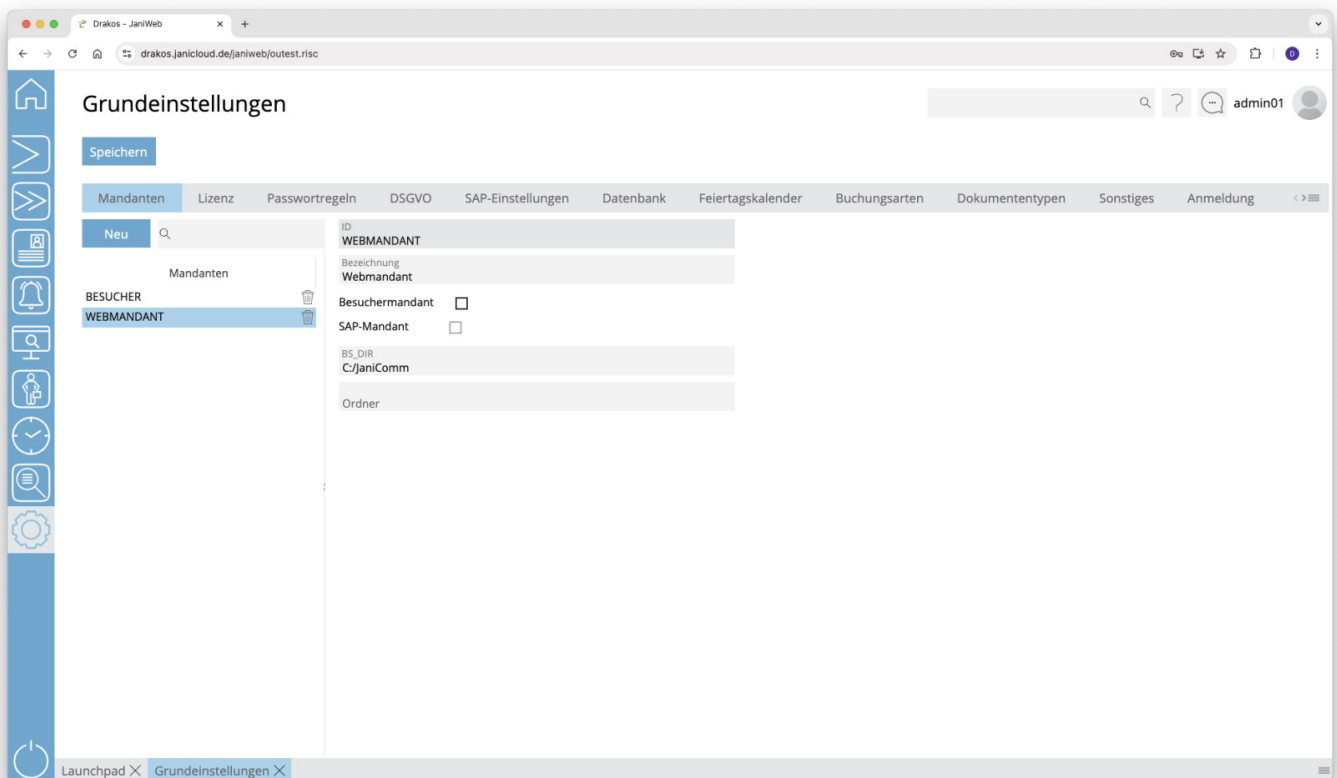 Drakos - JaniWeb
drakos.janicloud.de/janiweb/outest.risc
D
Grundeinstellungen
? admin01
Speichern
Mandanten Lizenz Passwortregeln DSGVO SAP-Einstellungen Datenbank Feiertagskalender Buchungsarten Dokumententypen Sonstiges Anmeldung
Neu
Mandanten
BESUCHER
WEBMANDANT
ID
WEBMANDANT
Bezeichnung
Webmandant
Besuchermandant
SAP-Mandant
BS_DIR
C:/JaniComm
Ordner
Launchpad Grundeinstellungen